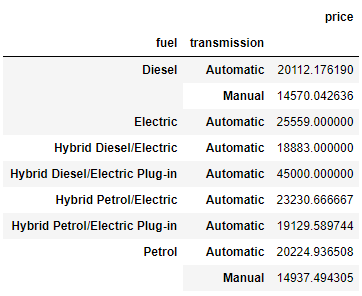 price
fuel transmission
Diesel Automatic 20112.176190
Manual 14570.042636
Electric Automatic 25559.000000
Hybrid Diesel/Electric Automatic 18883.000000
Hybrid Diesel/Electric Plug-in Automatic 45000.000000
Hybrid Petrol/Electric Automatic 23230.666667
Hybrid Petrol/Electric Plug-in Automatic 19129.589744
Petrol Automatic 20224.936508
Manual 14937.494305